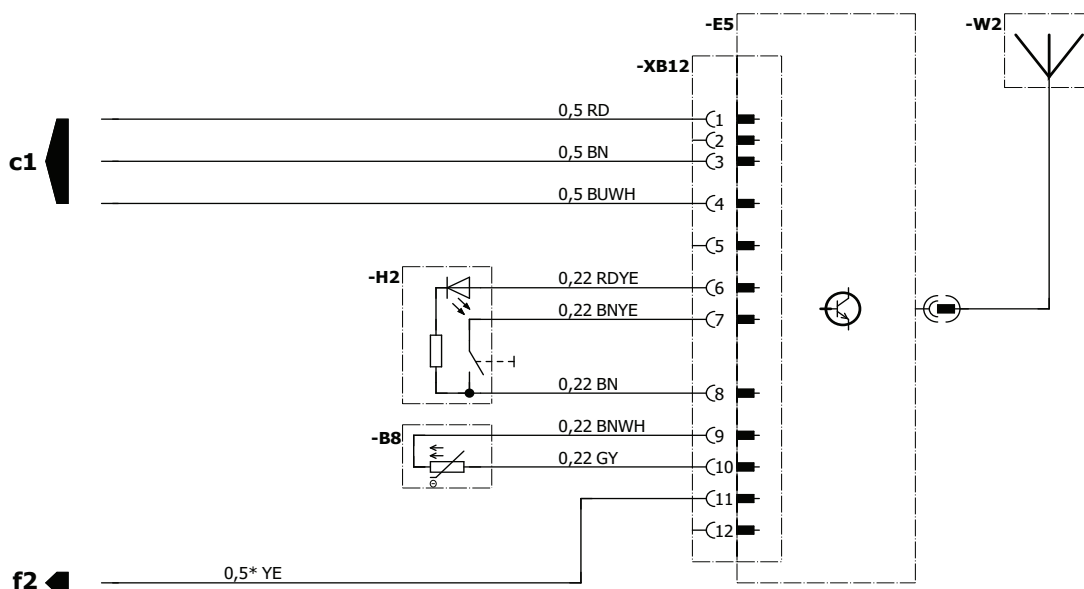 -E5
-W2
-XB12
c1
0,5 RD
1
2
0,5 BN
3
0,5 BUWH
4
5
-H2
0,22 RDYE
6
0,22 BNYE
7
0,22 BN
8
-B8
0,22 BNWH
9
0,22 GY
10
11
12
f2
0,5* YE